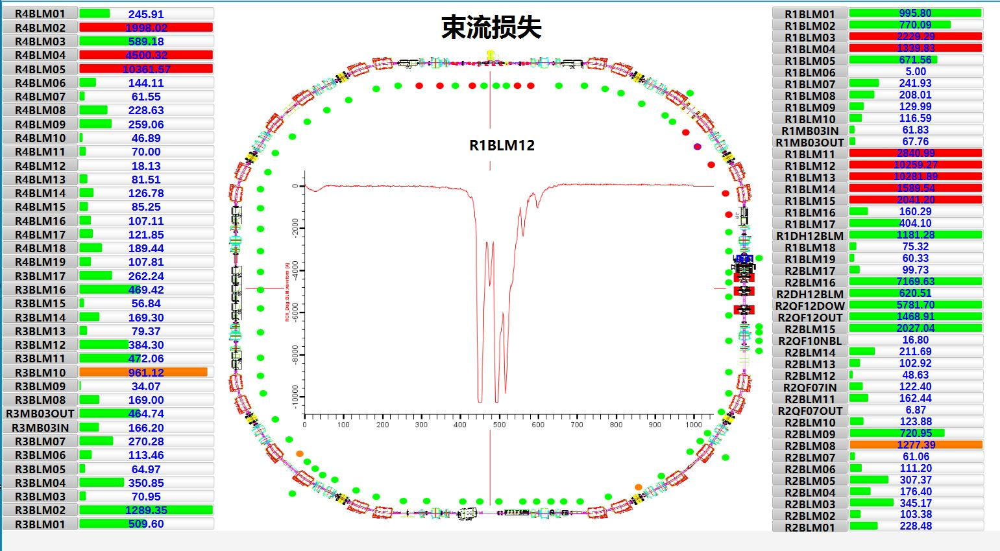 束流损失
R4BLM01 245.91
R4BLM02 1998.02
R4BLM03 589.18
R4BLM04 4500.32
R4BLM05 10361.57
R4BLM06 144.11
R4BLM07 61.55
R4BLM08 228.63
R4BLM09 259.06
R4BLM10 46.89
R4BLM11 70.00
R4BLM12 18.13
R4BLM13 81.51
R4BLM14 126.78
R4BLM15 85.25
R4BLM16 107.11
R4BLM17 121.85
R4BLM18 189.44
R4BLM19 107.81
R3BLM17 262.24
R3BLM16 469.42
R3BLM15 56.84
R3BLM14 169.30
R3BLM13 79.37
R3BLM12 384.30
R3BLM11 472.06
R3BLM10 961.12
R3BLM09 34.07
R3BLM08 169.00
R3MB03OUT 464.74
R3MB03IN 166.20
R3BLM07 270.28
R3BLM06 113.46
R3BLM05 64.97
R3BLM04 350.85
R3BLM03 70.95
R3BLM02 1289.35
R3BLM01 509.60
R1BLM12
0
-2000
-4000
-6000
-8000
-10000
0 100 200 300 400 500 600 700 800 900 1000
R1BLM01 995.80
R1BLM02 770.09
R1BLM03 2229.29
R1BLM04 1339.83
R1BLM05 671.56
R1BLM06 5.00
R1BLM07 241.93
R1BLM08 208.01
R1BLM09 129.99
R1BLM10 116.59
R1MB03IN 61.83
R1MB03OUT 67.76
R1BLM11 2840.99
R1BLM12 10259.27
R1BLM13 10281.89
R1BLM14 1589.54
R1BLM15 2041.20
R1BLM16 160.29
R1BLM17 404.10
R1DH12BLM 1181.28
R1BLM18 75.32
R1BLM19 60.33
R2BLM17 99.73
R2BLM16 7169.63
R2DH12BLM 620.51
R2QF12DOW 5781.70
R2QF12OUT 1468.91
R2BLM15 2027.04
R2QF10NBL 16.80
R2BLM14 211.69
R2BLM13 102.92
R2BLM12 48.63
R2QF07IN 122.40
R2BLM11 162.44
R2QF07OUT 6.87
R2BLM10 123.88
R2BLM09 720.95
R2BLM08 1277.39
R2BLM07 61.06
R2BLM06 111.20
R2BLM05 307.37
R2BLM04 176.40
R2BLM03 345.17
R2BLM02 103.38
R2BLM01 228.48